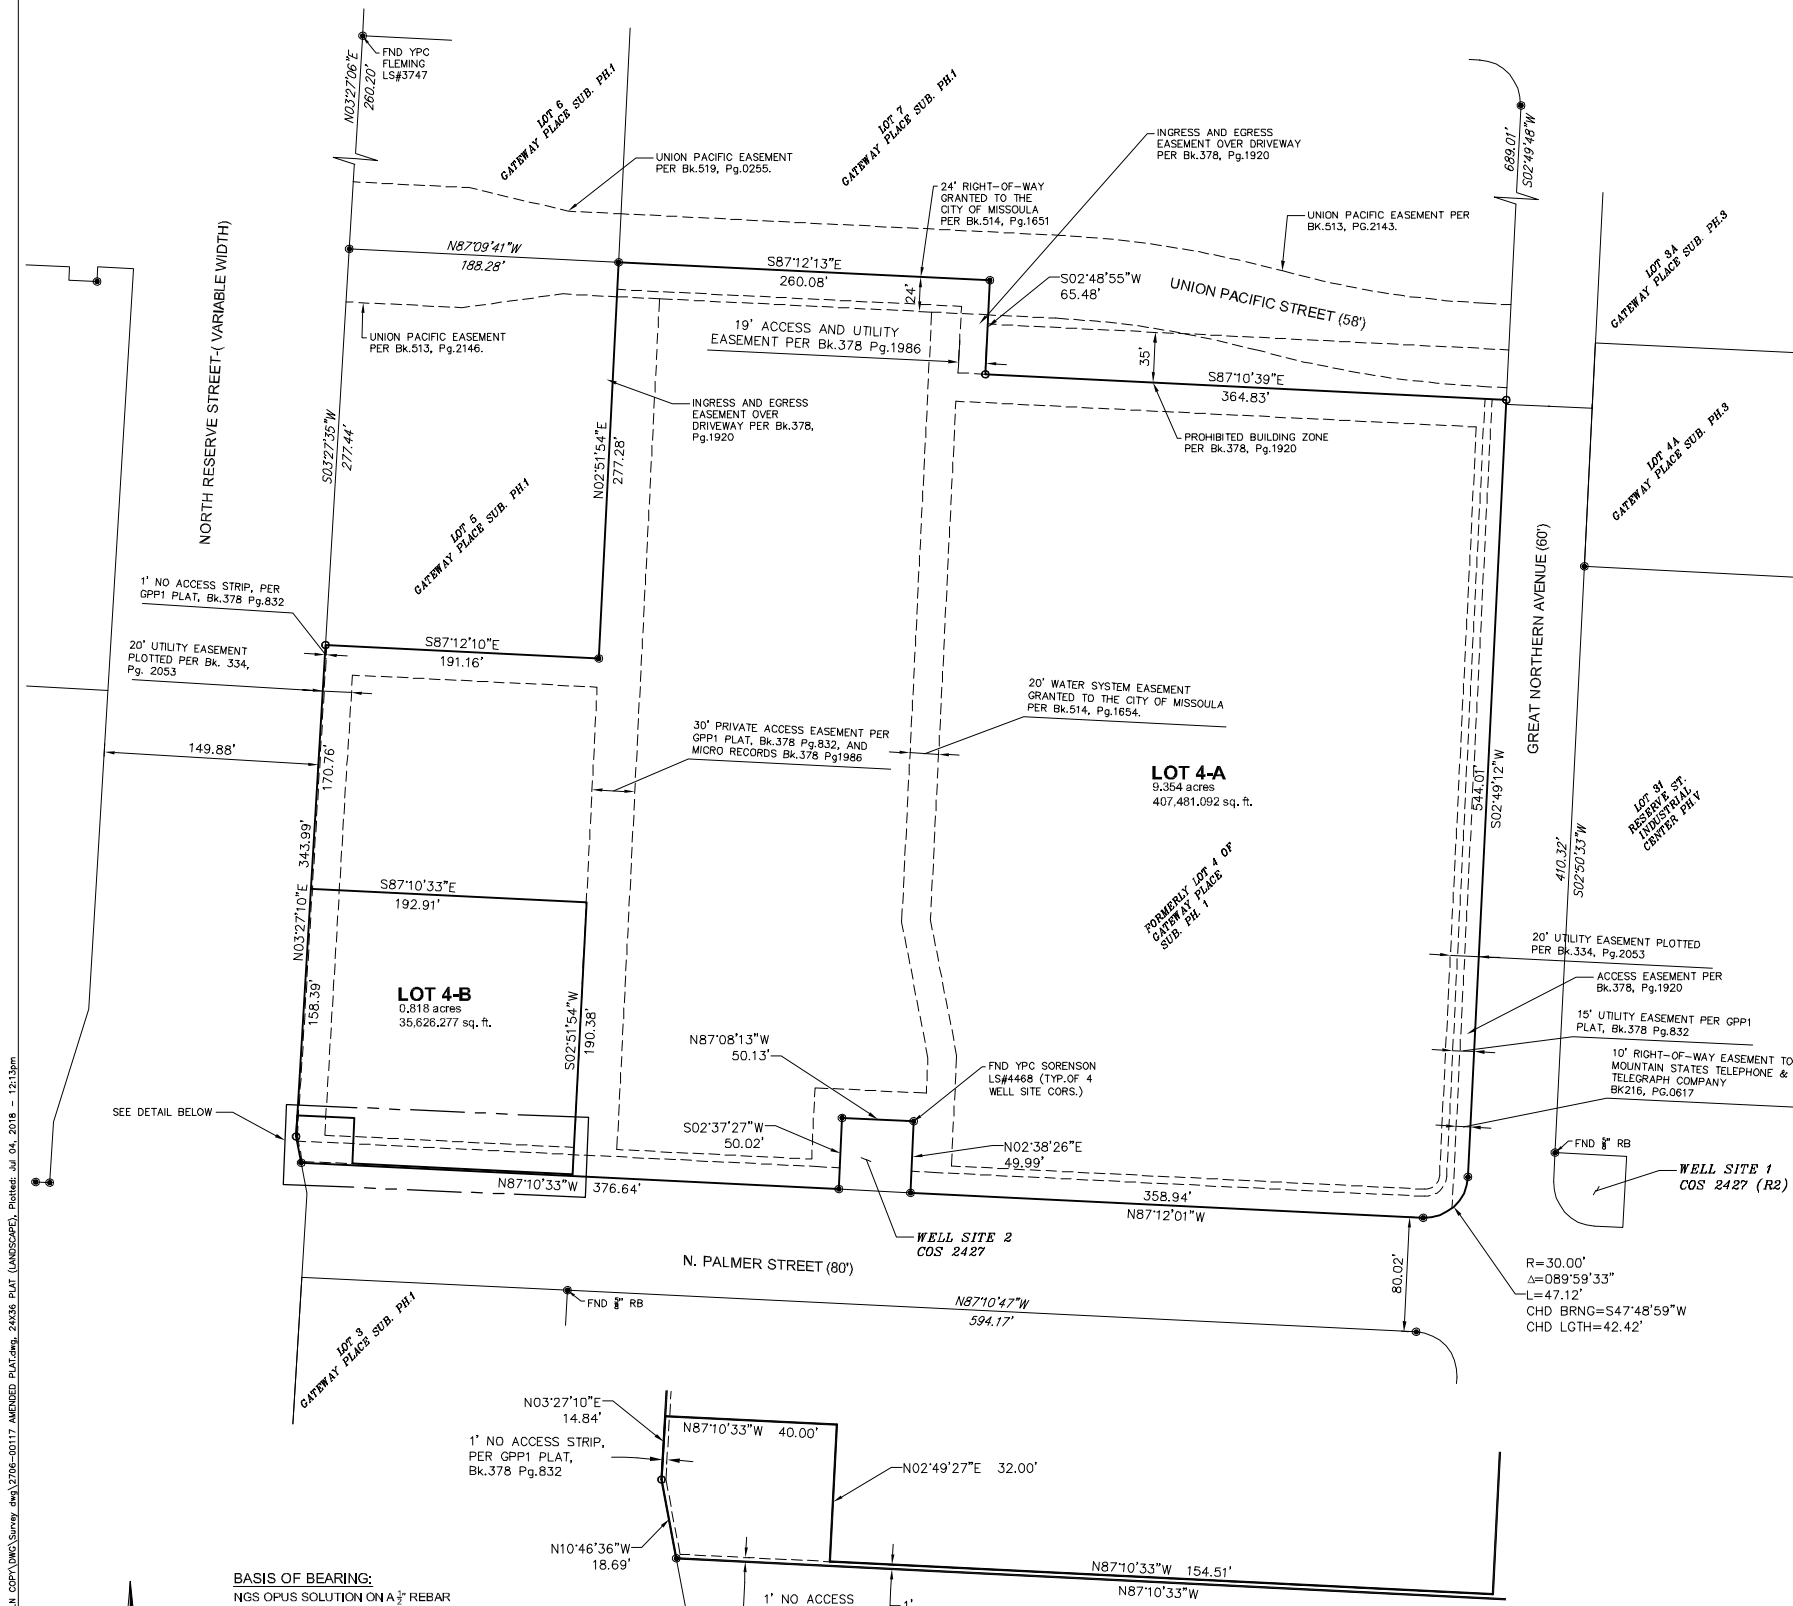 FND YPC
FLEMING
LS#3747
N03°27'06"E
260.20'
LOT 6
GATEWAY PLACE SUB. PH.1
LOT 7
GATEWAY PLACE SUB. PH.1
UNION PACIFIC EASEMENT
PER Bk.519, Pg.0255.
INGRESS AND EGRESS
EASEMENT OVER DRIVEWAY
PER Bk.378, Pg.1920
24' RIGHT-OF-WAY
GRANTED TO THE
CITY OF MISSOULA
PER Bk.514, Pg.1651
UNION PACIFIC EASEMENT PER
BK.513, PG.2143.
689.01'
S02°49'48"W
LOT 3A
GATEWAY PLACE SUB. PH.3
NORTH RESERVE STREET-( VARIABLE WIDTH)
N87°09'41"W
188.28'
S87°12'13"E
260.08'
24'
S02°48'55"W
65.48'
UNION PACIFIC STREET (58')
UNION PACIFIC EASEMENT
PER Bk.513, Pg.2146.
19' ACCESS AND UTILITY
EASEMENT PER Bk.378 Pg.1986
35'
S87°10'39"E
364.83'
INGRESS AND EGRESS
EASEMENT OVER
DRIVEWAY PER Bk.378,
Pg.1920
PROHIBITED BUILDING ZONE
PER Bk.378, Pg.1920
S03°27'35"W
277.44'
N02°51'54"E
277.28'
LOT 4A
GATEWAY PLACE SUB. PH.3
LOT 5
GATEWAY PLACE SUB. PH.1
GREAT NORTHERN AVENUE (60')
1' NO ACCESS STRIP, PER
GPP1 PLAT, Bk.378 Pg.832
20' UTILITY EASEMENT
PLOTTED PER Bk. 334,
Pg. 2053
S87°12'10"E
191.16'
149.88'
170.76'
30' PRIVATE ACCESS EASEMENT PER
GPP1 PLAT, Bk.378 Pg.832, AND
MICRO RECORDS Bk.378 Pg1986
20' WATER SYSTEM EASEMENT
GRANTED TO THE CITY OF MISSOULA
PER Bk.514, Pg.1654.
LOT 4-A
9.354 acres
407,481.092 sq. ft.
544.01'
S02°49'12"W
LOT 31
RESERVE ST.
INDUSTRIAL
CENTER PH.V
410.32'
S02°50'33"W
N03°27'10"E 343.99'
S87°10'33"E
192.91'
FORMERLY LOT 4 OF
GATEWAY PLACE
SUB. PH. 1
158.39'
LOT 4-B
0.818 acres
35,626.277 sq. ft.
S02°51'54"W
190.38'
20' UTILITY EASEMENT PLOTTED
PER Bk.334, Pg.2053
ACCESS EASEMENT PER
Bk.378, Pg.1920
15' UTILITY EASEMENT PER GPP1
PLAT, Bk.378 Pg.832
10' RIGHT-OF-WAY EASEMENT TO
MOUNTAIN STATES TELEPHONE &
TELEGRAPH COMPANY
BK216, PG.0617
N87°08'13"W
50.13'
FND YPC SORENSON
LS#4468 (TYP.OF 4
WELL SITE CORS.)
SEE DETAIL BELOW
S02°37'27"W
50.02'
N02°38'26"E
49.99'
FND 5/8" RB
WELL SITE 1
COS 2427 (R2)
N87°10'33"W 376.64'
358.94'
N87°12'01"W
WELL SITE 2
COS 2427
N. PALMER STREET (80')
80.02'
R=30.00'
Δ=089°59'33"
L=47.12'
CHD BRNG=S47°48'59"W
CHD LGTH=42.42'
FND 5/8" RB
N87°10'47"W
594.17'
LOT 3
GATEWAY PLACE SUB. PH.1
N03°27'10"E
14.84'
N87°10'33"W 40.00'
1' NO ACCESS STRIP,
PER GPP1 PLAT,
Bk.378 Pg.832
N02°49'27"E 32.00'
N10°46'36"W
18.69'
N87°10'33"W 154.51'
N87°10'33"W
1' NO ACCESS
1'
BASIS OF BEARING:
NGS OPUS SOLUTION ON A ½" REBAR
N COPY\DWG\Survey dwg\2706-00117 AMENDED PLAT.dwg, 24X36 PLAT (LANDSCAPE), Plotted: Jul 04, 2018 - 12:13pm